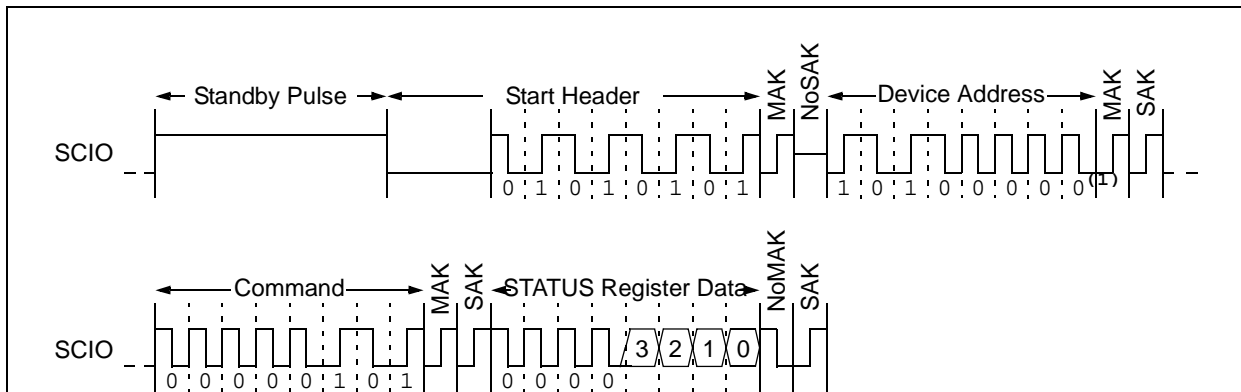 Standby Pulse Start Header MAK NoSAK Device Address MAK SAK
SCIO
0 1 0 1 0 1 0 1 1 0 1 0 0 0 0 0(1)
Command MAK SAK STATUS Register Data NoMAK SAK
SCIO
3 2 1 0
0 0 0 0 0 1 0 1 0 0 0 0